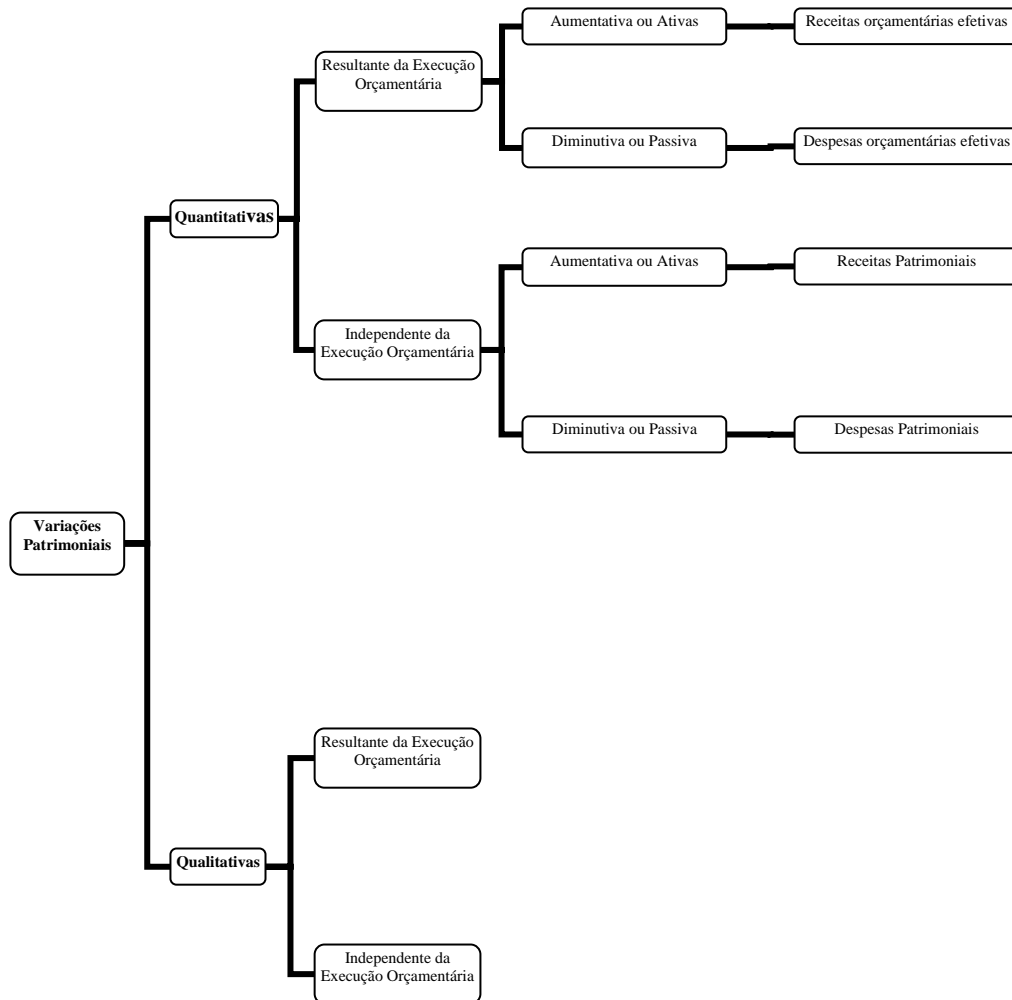 Aumentativa ou Ativas
Receitas orçamentárias efetivas
Resultante da Execução
Orçamentária
Diminutiva ou Passiva
Despesas orçamentárias efetivas
Quantitativas
Aumentativa ou Ativas
Receitas Patrimoniais
Independente da
Execução Orçamentária
Diminutiva ou Passiva
Despesas Patrimoniais
Variações
Patrimoniais
Resultante da Execução
Orçamentária
Qualitativas
Independente da
Execução Orçamentária